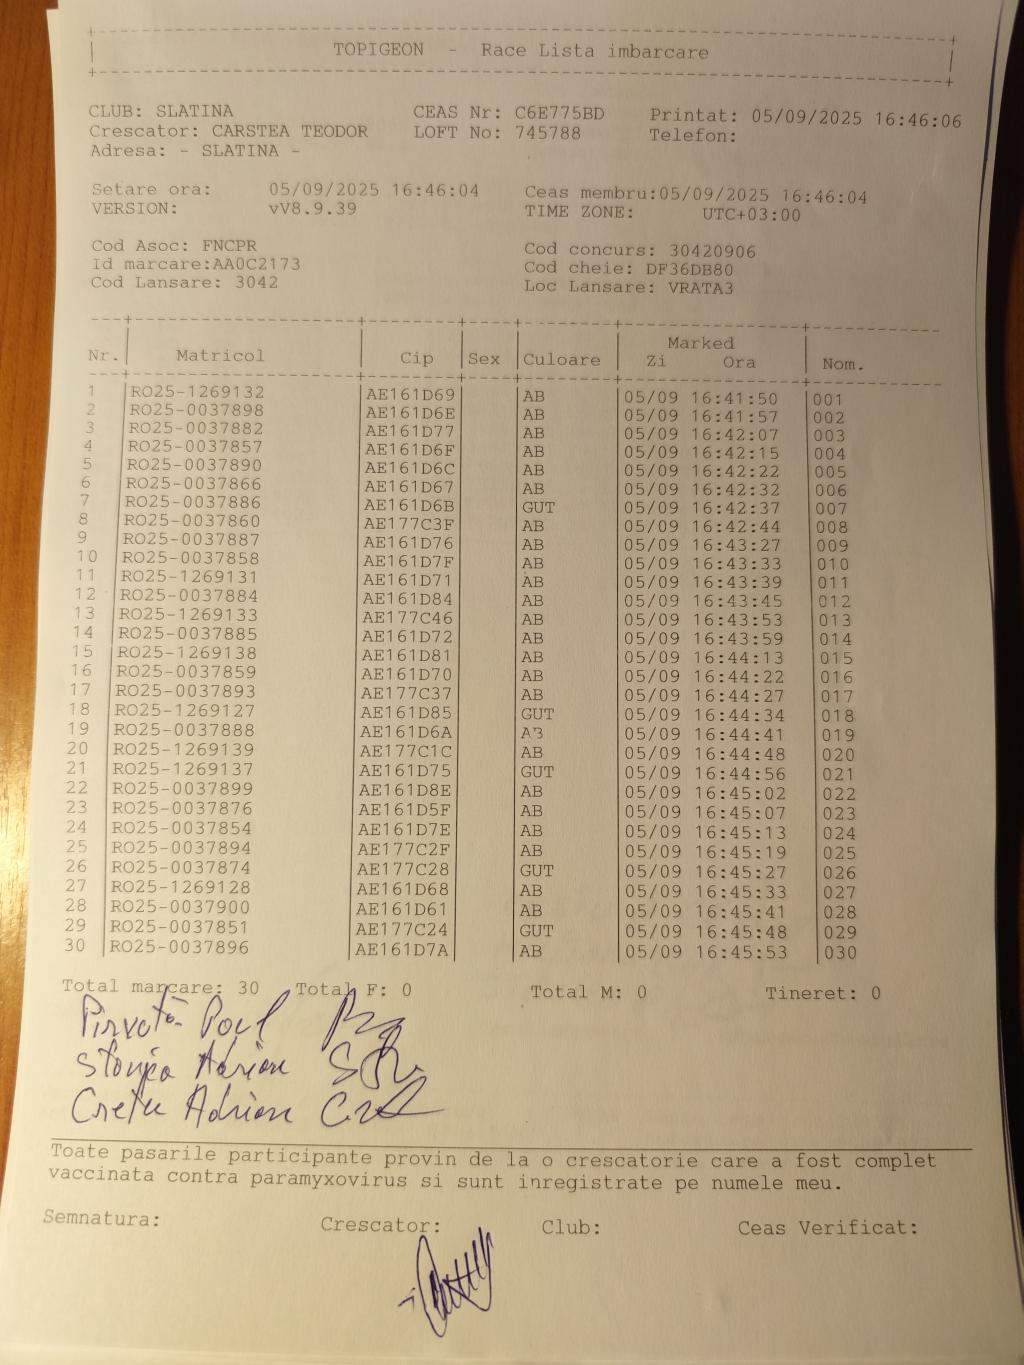 TOPIGEON - Race Lista imbarcare
CLUB: SLATINA CEAS Nr: C6E775BD Printat: 05/09/2025 16:46:06
Crescator: CARSTEA TEODOR LOFT No: 745788 Telefon:
Adresa: - SLATINA -
Setare ora: 05/09/2025 16:46:04 Ceas membru:05/09/2025 16:46:04
VERSION: vV8.9.39 TIME ZONE: UTC+03:00
Cod Asoc: FNCPR Cod concurs: 30420906
Id marcare:AA0C2173 Cod cheie: DF36DB80
Cod Lansare: 3042 Loc Lansare: VRATA3
Marked
Nr. Matricol Cip Sex Culoare Zi Ora Nom.
1 RO25-1269132 AE161D69 AB 05/09 16:41:50 001
2 RO25-0037898 AE161D6E AB 05/09 16:41:57 002
3 RO25-0037882 AE161D77 AB 05/09 16:42:07 003
4 RO25-0037857 AE161D6F AB 05/09 16:42:15 004
5 RO25-0037890 AE161D6C AB 05/09 16:42:22 005
6 RO25-0037866 AE161D67 AB 05/09 16:42:32 006
7 RO25-0037886 AE161D6B GUT 05/09 16:42:37 007
8 RO25-0037860 AE177C3F AB 05/09 16:42:44 008
9 RO25-0037887 AE161D76 AB 05/09 16:43:27 009
10 RO25-0037858 AE161D7F AB 05/09 16:43:33 010
11 RO25-1269131 AE161D71 AB 05/09 16:43:39 011
12 RO25-0037884 AE161D84 AB 05/09 16:43:45 012
13 RO25-1269133 AE177C46 AB 05/09 16:43:53 013
14 RO25-0037885 AE161D72 AB 05/09 16:43:59 014
15 RO25-1269138 AE161D81 AB 05/09 16:44:13 015
16 RO25-0037859 AE161D70 AB 05/09 16:44:22 016
17 RO25-0037893 AE177C37 AB 05/09 16:44:27 017
18 RO25-1269127 AE161D85 GUT 05/09 16:44:34 018
19 RO25-0037888 AE161D6A AB 05/09 16:44:41 019
20 RO25-1269139 AE177C1C AB 05/09 16:44:48 020
21 RO25-1269137 AE161D75 GUT 05/09 16:44:56 021
22 RO25-0037899 AE161D8E AB 05/09 16:45:02 022
23 RO25-0037876 AE161D5F AB 05/09 16:45:07 023
24 RO25-0037854 AE161D7E AB 05/09 16:45:13 024
25 RO25-0037894 AE177C2F AB 05/09 16:45:19 025
26 RO25-0037874 AE177C28 GUT 05/09 16:45:27 026
27 RO25-1269128 AE161D68 AB 05/09 16:45:33 027
28 RO25-0037900 AE161D61 AB 05/09 16:45:41 028
29 RO25-0037851 AE177C24 GUT 05/09 16:45:48 029
30 RO25-0037896 AE161D7A AB 05/09 16:45:53 030
Total marcare: 30 Total F: 0 Total M: 0 Tineret: 0
Adrian
Cretu Adrian
Toate pasarile participante provin de la o crescatorie care a fost complet
vaccinata contra paramyxovirus si sunt inregistrate pe numele meu.
Semnatura: Crescator: Club: Ceas Verificat: